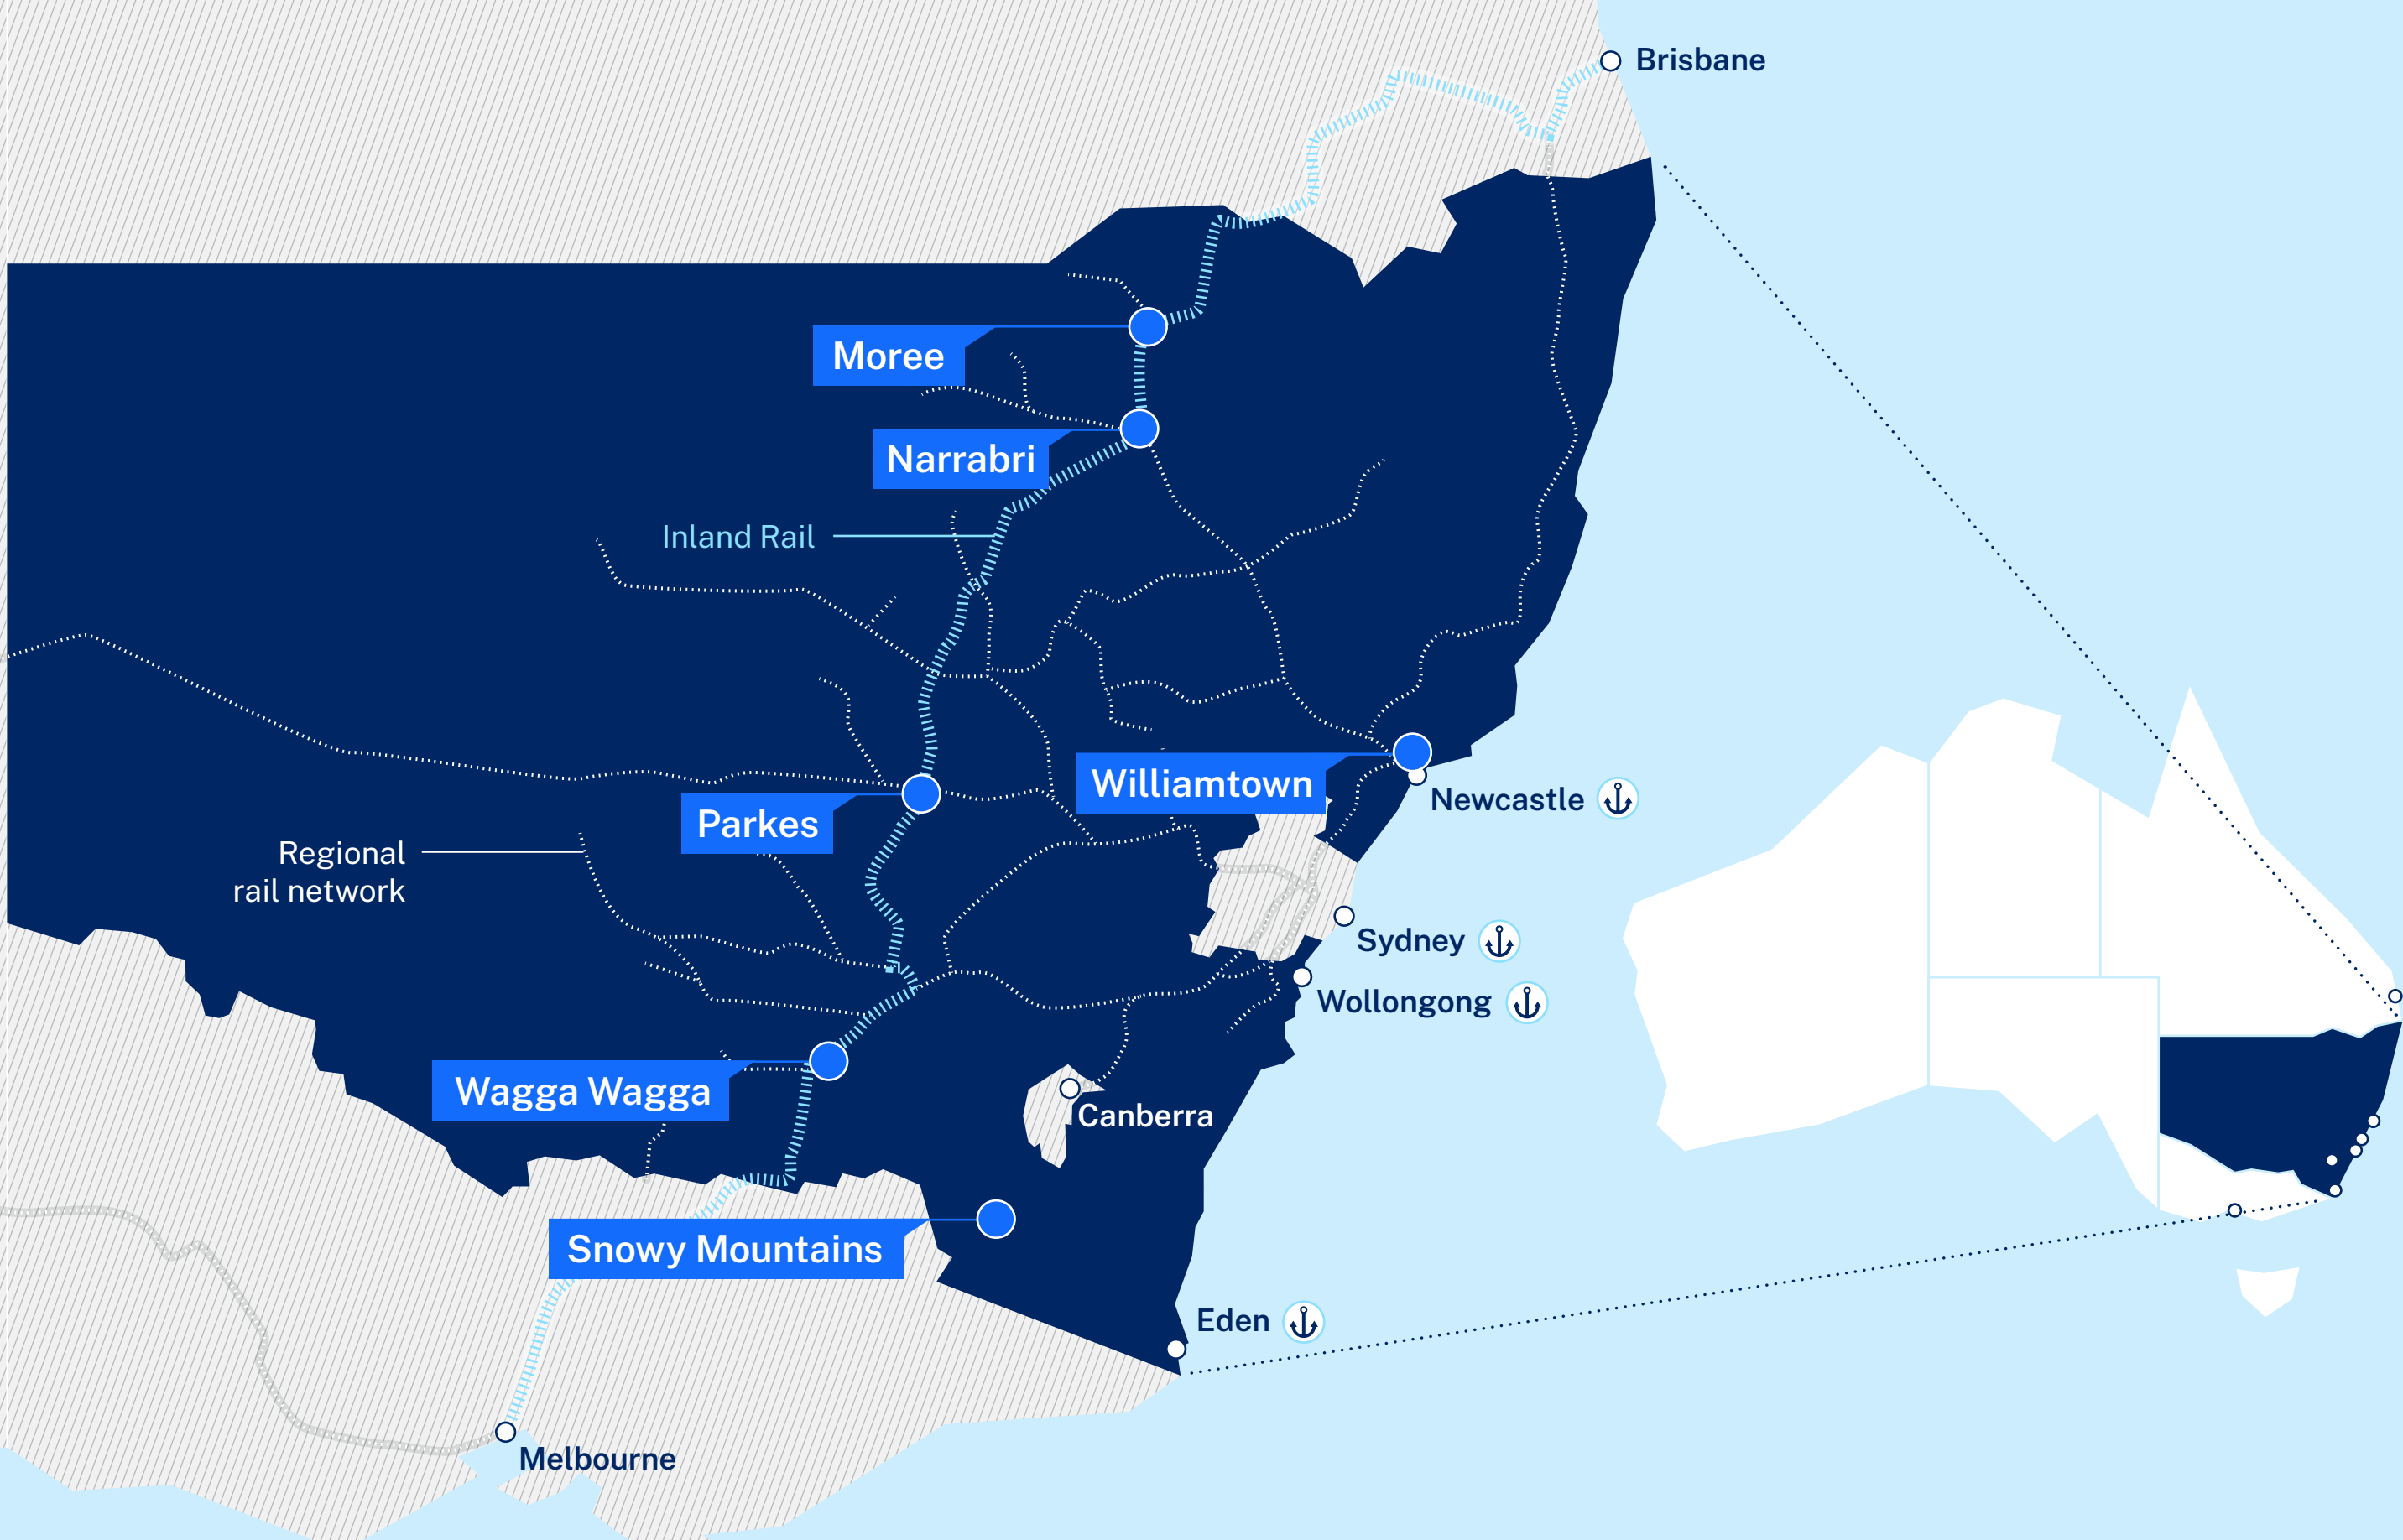 Brisbane
Moree
Narrabri
Inland Rail
Williamtown
Newcastle
Parkes
Regional
rail network
Sydney
Wollongong
Wagga Wagga
Canberra
Snowy Mountains
Eden
Melbourne